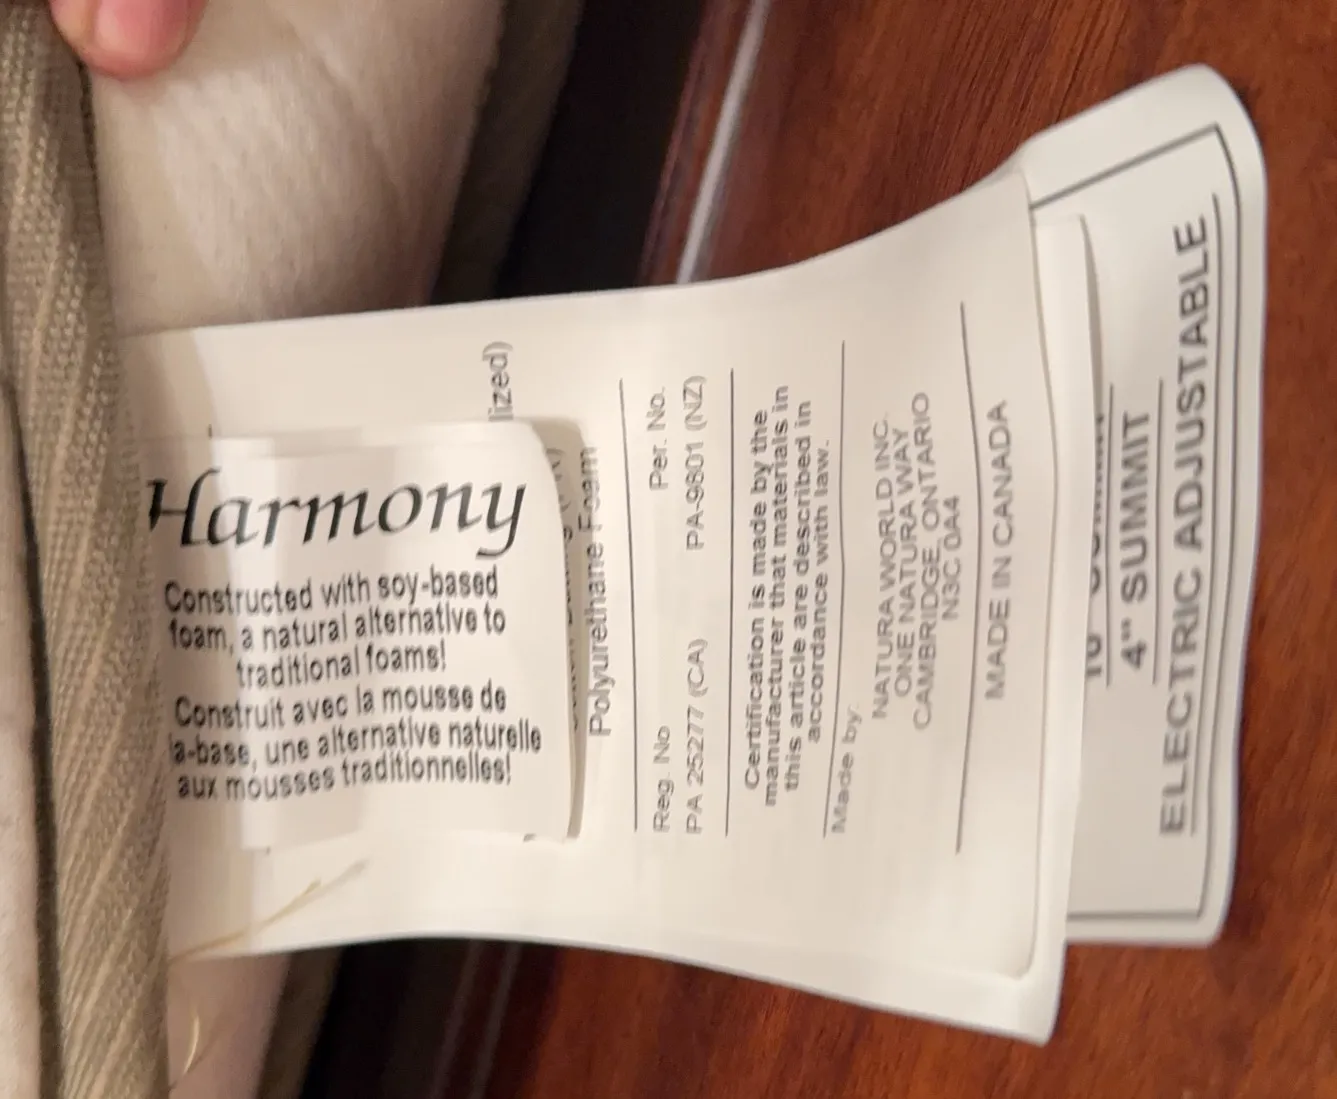 Harmony
Constructed with soy-based
foam, a natural alternative to
traditional foams!
Construit avec la mousse de
la-base, une alternative naturelle
aux mousses traditionnelles!
lized)
Polyurethane Foam
Reg. No Per. No.
PA 25277 (CA) PA-9801 (NZ)
Certification is made by the
manufacturer that materials in
this article are described in
accordance with law.
Made by:
NATURA WORLD INC.
ONE NATURA WAY
CAMBRIDGE, ONTARIO
N3C 0A4
MADE IN CANADA
4" SUMMIT
ELECTRIC ADJUSTABLE